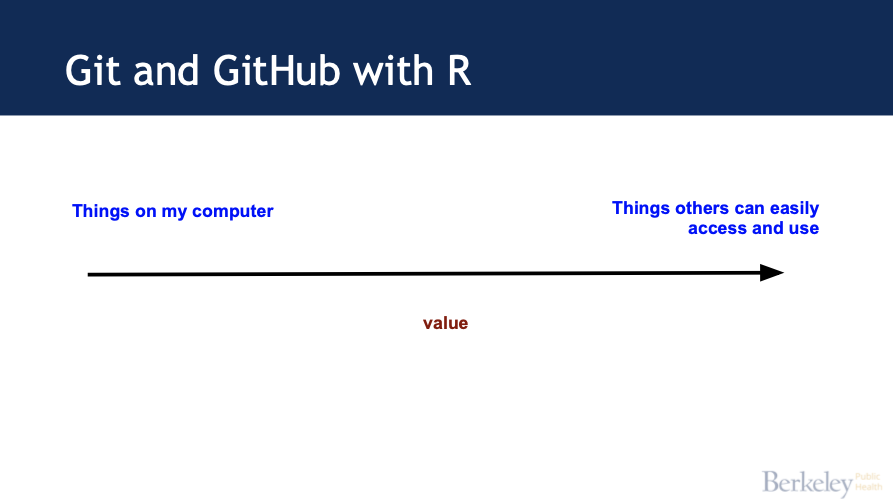 Git and GitHub with R
Things on my computer
Things others can easily
access and use
value
Berkeley
Public
Health